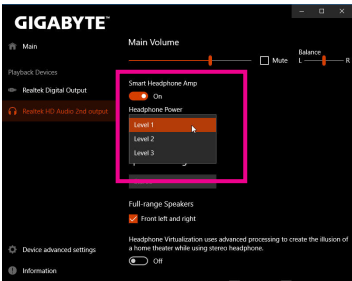 GIGABYTE™
Main
Main Volume
Mute
Balance
L
R
Playback Devices
Realtek Digital Output
Realtek HD Audio 2nd output
Smart Headphone Amp
On
Headphone Power
Level 1
Level 2
Level 3
Full-range Speakers
Front left and right
Headphone Virtualization uses advanced processing to create the illusion of
a home theater while using stereo headphone.
Off
Device advanced settings
Information